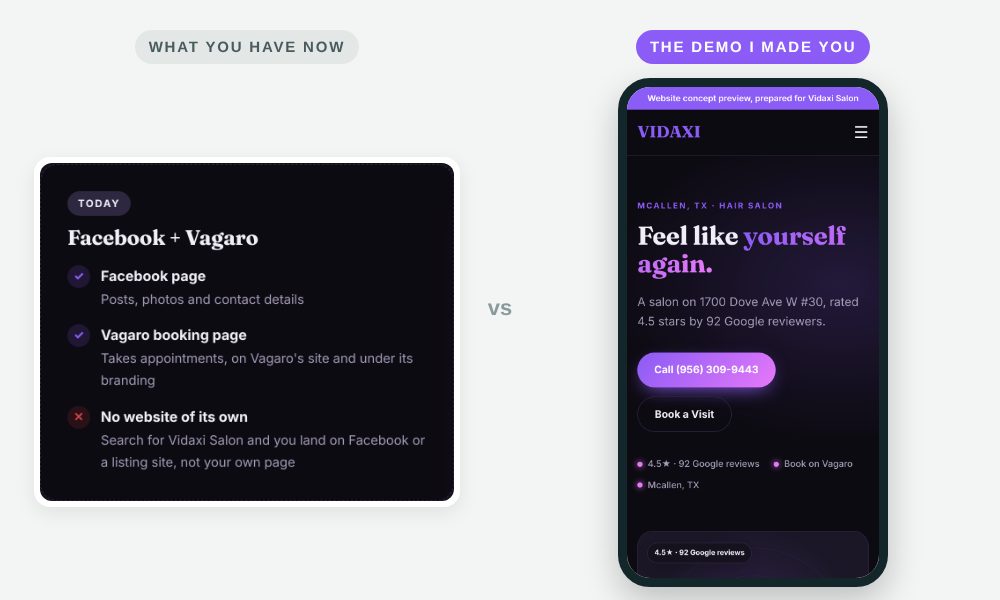 WHAT YOU HAVE NOW
TODAY
Facebook + Vagaro
Facebook page
Posts, photos and contact details
Vagaro booking page
Takes appointments, on Vagaro's site and under its
branding
No website of its own
Search for Vidaxi Salon and you land on Facebook or
a listing site, not your own page
vs
THE DEMO I MADE YOU
Website concept preview, prepared for Vidaxi Salon
VIDAXI
MCALLEN, TX · HAIR SALON
Feel like yourself
again.
A salon on 1700 Dove Ave W #30, rated
4.5 stars by 92 Google reviewers.
Call (956) 309-9443
Book a Visit
4.5★ · 92 Google reviews
Book on Vagaro
Mcallen, TX
4.5★ · 92 Google reviews